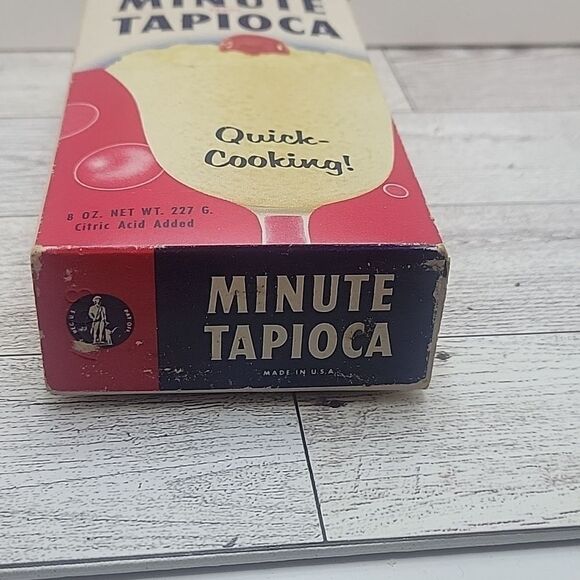 MINUTE
TAPIOCA
Quick-
Cooking!
8 OZ. NET WT. 227 G.
Citric Acid Added
MINUTE
TAPIOCA
MADE IN U.S.A.